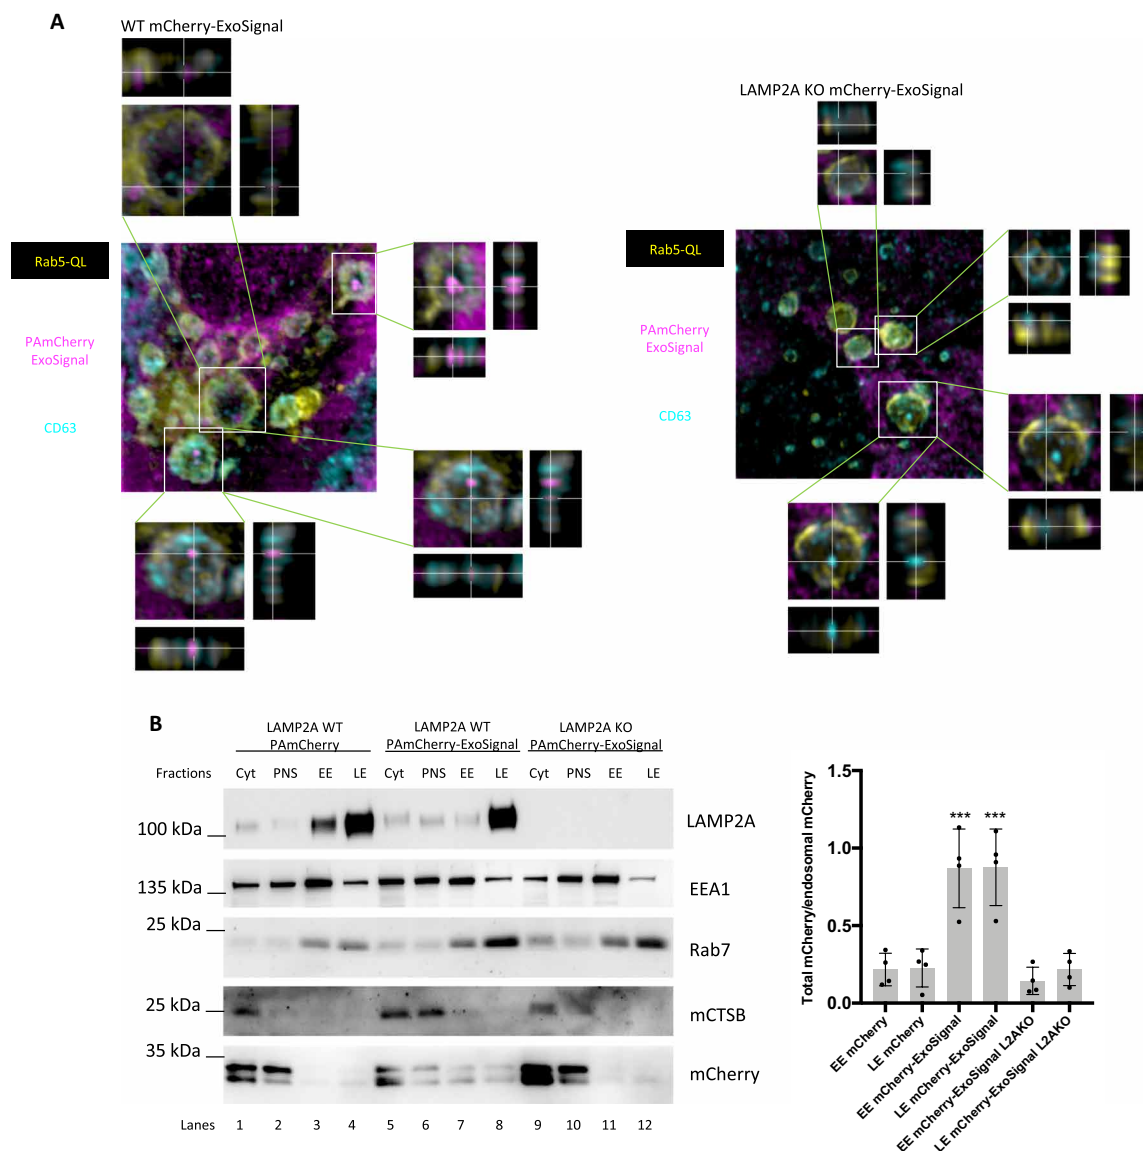 A
WT mCherry-ExoSignal
LAMP2A KO mCherry-ExoSignal
Rab5-QL
PAmCherry
ExoSignal
CD63
Rab5-QL
PAmCherry
ExoSignal
CD63
B
LAMP2A WT
PAmCherry
LAMP2A WT
PAmCherry-ExoSignal
LAMP2A KO
PAmCherry-ExoSignal
Fractions Cyt PNS EE LE Cyt PNS EE LE Cyt PNS EE LE
100 kDa LAMP2A
135 kDa EEA1
25 kDa Rab7
25 kDa mCTSB
35 kDa mCherry
Lanes 1 2 3 4 5 6 7 8 9 10 11 12
Total mCherry/endosomal mCherry
1.5
1.0
0.5
0.0
*** ***
EE mCherry
LE mCherry
EE mCherry-ExoSignal
LE mCherry-ExoSignal
EE mCherry-ExoSignal L2AKO
LE mCherry-ExoSignal L2AKO